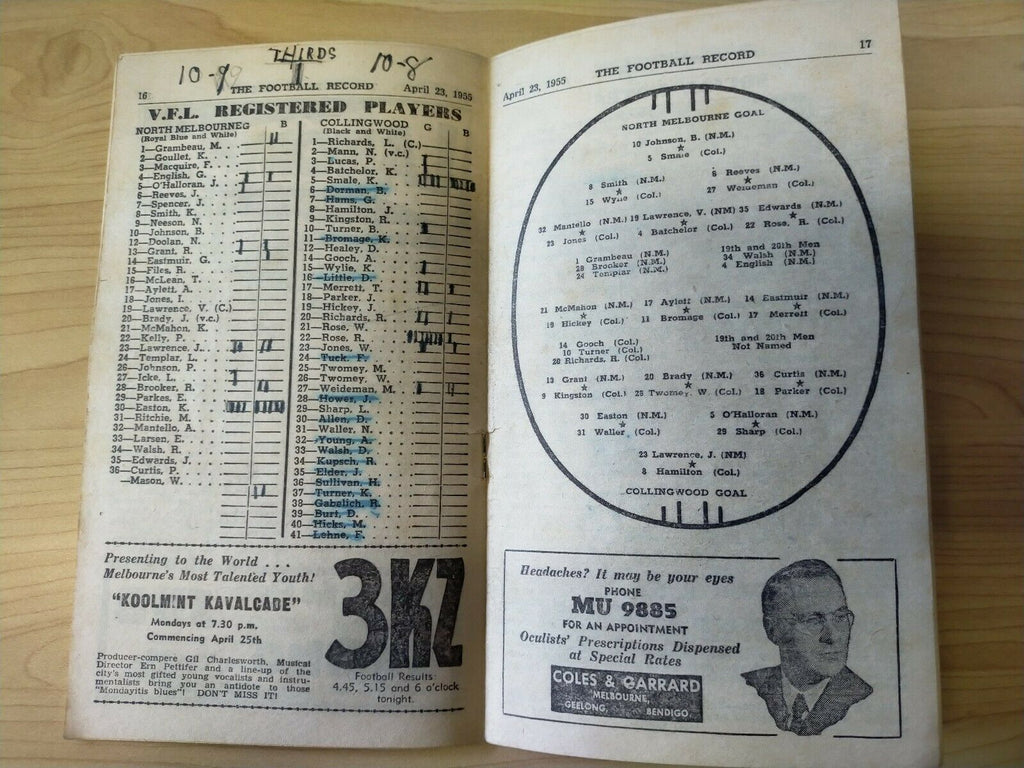 THIRDS
10-8
16
THE FOOTBALL RECORD
April 23, 1955
V.F.L. REGISTERED PLAYERS
NORTH MELBOURNE G B
(Royal Blue and White)
1—Grambeau, M.
2—Goullet, K.
3—Macquire, F.
4—English, G.
5—O'Halloran, J.
6—Reeves, J.
7—Spencer, J.
8—Smith, K.
9—Neeson, N.
10—Johnson, B.
12—Doolan, N.
13—Grant, R.
14—Eastmuir, G.
15—Files, R.
16—McLean, T.
17—Aylett, A.
18—Jones, I.
19—Lawrence, V. (C.)
20—Brady, J. (v.c.)
21—McMahon, K.
22—Kelly, P.
23—Lawrence, J.
24—Templar, L.
26—Johnson, P.
27—Icke, L.
28—Brooker, R.
29—Parkes, E.
30—Easton, K.
31—Ritchie, M.
32—Mantello, A.
33—Larsen, E.
34—Walsh, R.
35—Edwards, J.
36—Curtis, P.
—Mason, W.
COLLINGWOOD G B
(Black and White)
1—Richards, L. (C.)
2—Mann, N. (v.c.)
3—Lucas, P.
4—Batchelor, K.
5—Smale, K.
6—Dorman, B.
7—Hams, G.
8—Hamilton, J.
9—Kingston, R.
10—Turner, B.
11—Bromage, K.
12—Healey, D.
14—Gooch, A.
15—Wylie, K.
16—Little, D.
17—Merrett, T.
18—Parker, J.
19—Hickey, J.
20—Richards, R.
21—Rose, W.
22—Rose, R.
23—Jones, W.
24—Tuck, F.
25—Twomey, M.
26—Twomey, W.
27—Weideman, M.
28—Hower, J.
29—Sharp, L.
30—Allen, D.
31—Waller, N.
32—Young, A.
33—Walsh, D.
34—Kupsch, R.
35—Elder, J.
36—Sullivan, H.
37—Turner, K.
38—Gabelich, R.
39—Burt, D.
40—Hicks, M.
41—Lehne, F.
Presenting to the World . . .
Melbourne's Most Talented Youth!
"KOOLMINT KAVALCADE"
Mondays at 7.30 p.m.
Commencing April 25th
Producer-compere Gil Charlesworth, Musical
Director Ern Pettifer and a line-up of the
city's most gifted young vocalists and instru-
mentalists bring you an antidote to those
"Mondayitis blues"! DON'T MISS IT!
3KZ
Football Results:
4.45, 5.15 and 6 o'clock
tonight.
April 23, 1955
THE FOOTBALL RECORD
17
NORTH MELBOURNE GOAL
10 Johnson, B. (N.M.)
5 Smale (Col.)
8 Smith (N.M.) 6 Reeves (N.M.)
15 Wylie (Col.) 27 Weideman (Col.)
32 Mantello (N.M.) 19 Lawrence, V. (NM) 35 Edwards (N.M.)
23 Jones (Col.) 4 Batchelor (Col.) 22 Rose, R. (Col.)
1 Grambeau (N.M.)
28 Brooker (N.M.)
24 Templar (N.M.)
19th and 20th Men
34 Walsh (N.M.)
4 English (N.M.)
21 McMahon (N.M.) 17 Aylett (N.M.) 14 Eastmuir (N.M.)
19 Hickey (Col.) 11 Bromage (Col.) 17 Merrett (Col.)
14 Gooch (Col.)
10 Turner (Col.)
20 Richards, R. (Col.)
19th and 20th Men
Not Named
13 Grant (N.M.) 20 Brady (N.M.) 36 Curtis (N.M.)
9 Kingston (Col.) 26 Twomey, W. (Col.) 18 Parker (Col.)
30 Easton (N.M.) 5 O'Halloran (N.M.)
31 Waller (Col.) 29 Sharp (Col.)
23 Lawrence, J. (NM)
8 Hamilton (Col.)
COLLINGWOOD GOAL
Headaches? It may be your eyes
PHONE
MU 9885
FOR AN APPOINTMENT
Oculists' Prescriptions Dispensed
at Special Rates
COLES & GARRARD
MELBOURNE,
GEELONG, BENDIGO